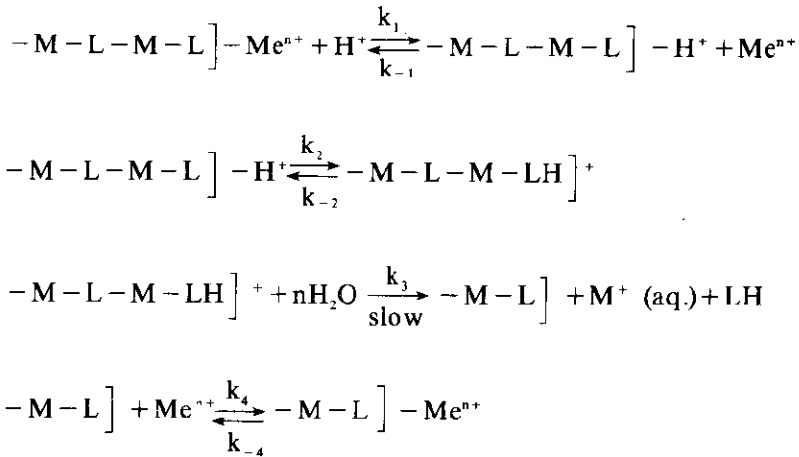 −M−L−M−L]−Meⁿ⁺ + H⁺ ⇌ −M−L−M−L]−H⁺ + Meⁿ⁺ k₁ k₋₁
−M−L−M−L]−H⁺ ⇌ −M−L−M−LH]⁺ k₂ k₋₂
−M−L−M−LH]⁺ + nH₂O → −M−L] + M⁺ (aq.) + LH k₃ slow
−M−L] + Meⁿ⁺ ⇌ −M−L]−Meⁿ⁺ k₄ k₋₄